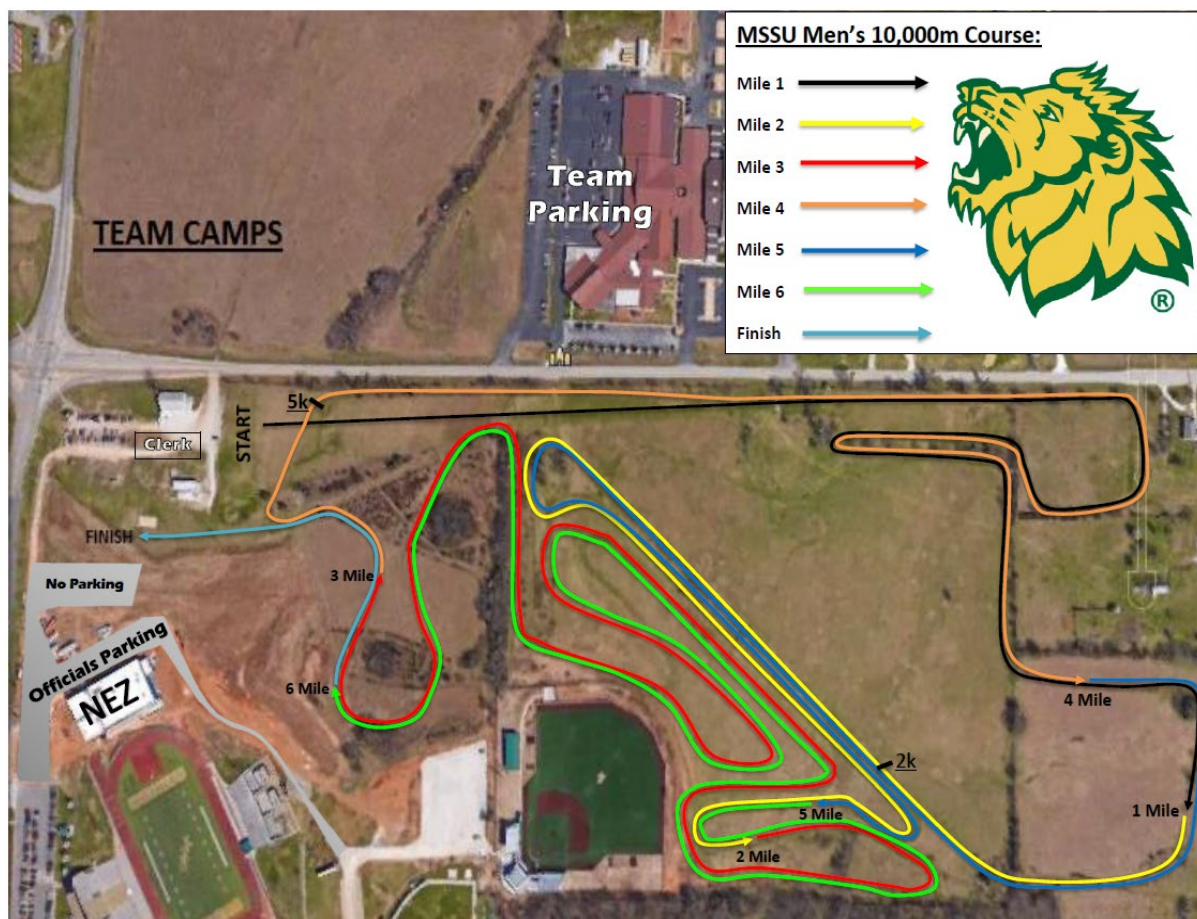 MSSU Men's 10,000m Course:
Mile 1
Mile 2
Mile 3
Mile 4
Mile 5
Mile 6
Finish
®
Team
Parking
TEAM CAMPS
5k
START
Clerk
FINISH
3 Mile
No Parking
Officials Parking
NEZ
6 Mile
4 Mile
2k
1 Mile
5 Mile
2 Mile